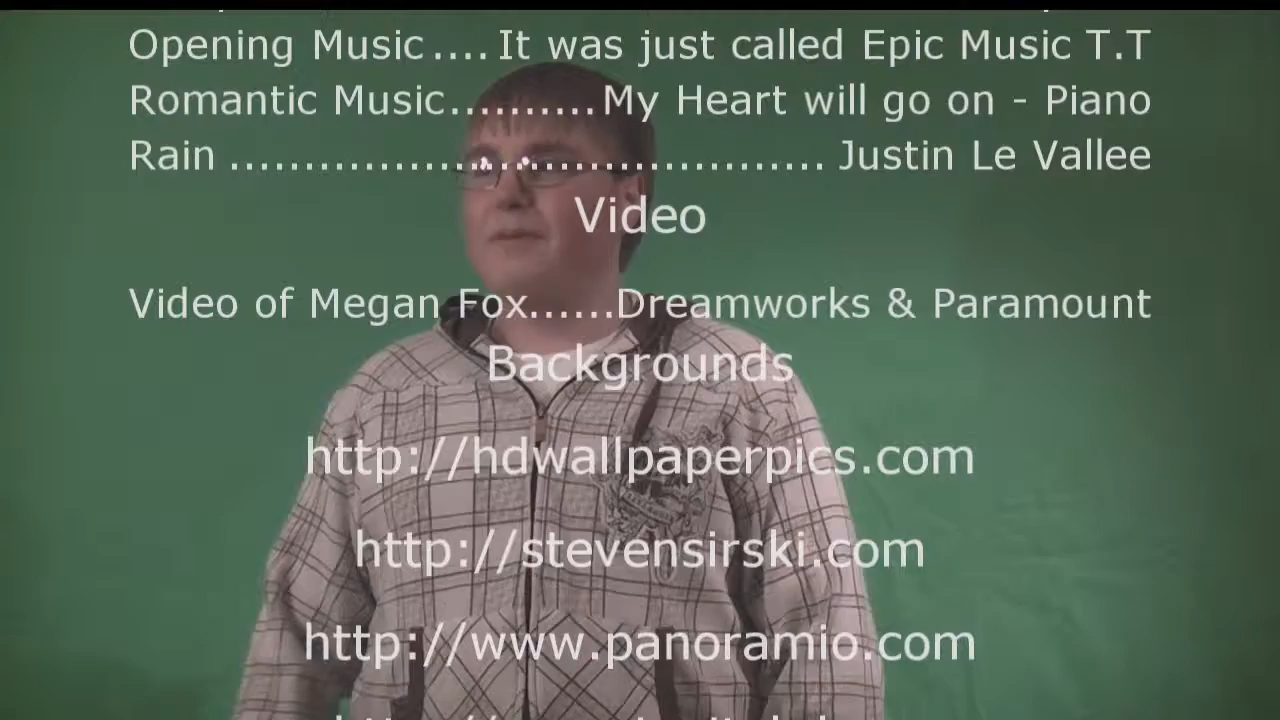 Opening Music.... It was just called Epic Music T.T
Romantic Music..........My Heart will go on - Piano
Rain ....................................... Justin Le Vallee
Video
Video of Megan Fox......Dreamworks & Paramount
Backgrounds
http://hdwallpaperpics.com
http://stevensirski.com
http://www.panoramio.com